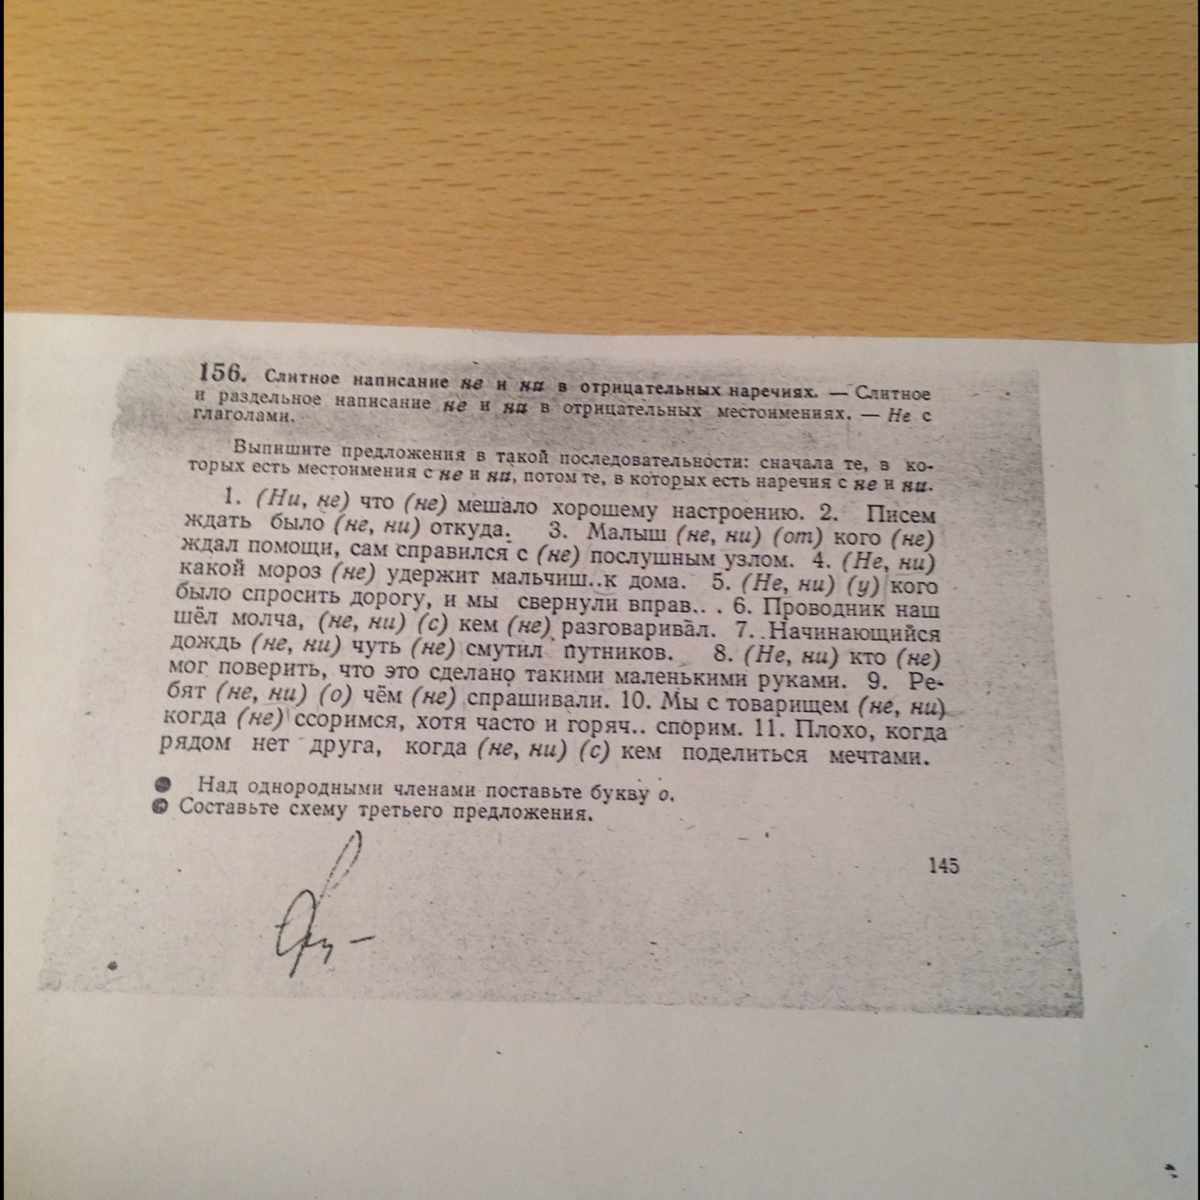 156. Слитное написание не и ни в отрицательных наречиях. — Слитное
и раздельное написание не и ни в отрицательных местоимениях. — Не с
глаголами.
Выпишите предложения в такой последовательности: сначала те, в ко-
торых есть местоимения с не и ни, потом те, в которых есть наречия с не и ни.
1. (Ни, не) что (не) мешало хорошему настроению. 2. Писем
ждать было (не, ни) откуда. 3. Малыш (не, ни) (от) кого (не)
ждал помощи, сам справился с (не) послушным узлом. 4. (Не, ни)
какой мороз (не) удержит мальчиш..к дома. 5. (Не, ни) (у) кого
было спросить дорогу, и мы свернули вправ.. . 6. Проводник наш
шёл молча, (не, ни) (с) кем (не) разговаривал. 7. Начинающийся
дождь (не, ни) чуть (не) смутил путников. 8. (Не, ни) кто (не)
мог поверить, что это сделано такими маленькими руками. 9. Ре-
бят (не, ни) (о) чём (не) спрашивали. 10. Мы с товарищем (не, ни)
когда (не) ссоримся, хотя часто и горяч.. спорим. 11. Плохо, когда
рядом нет друга, когда (не, ни) (с) кем поделиться мечтами.
Над однородными членами поставьте букву о.
Составьте схему третьего предложения.
145